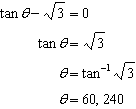 tan θ − √3 = 0
tan θ = √3
θ = tan⁻¹ √3
θ = 60, 240